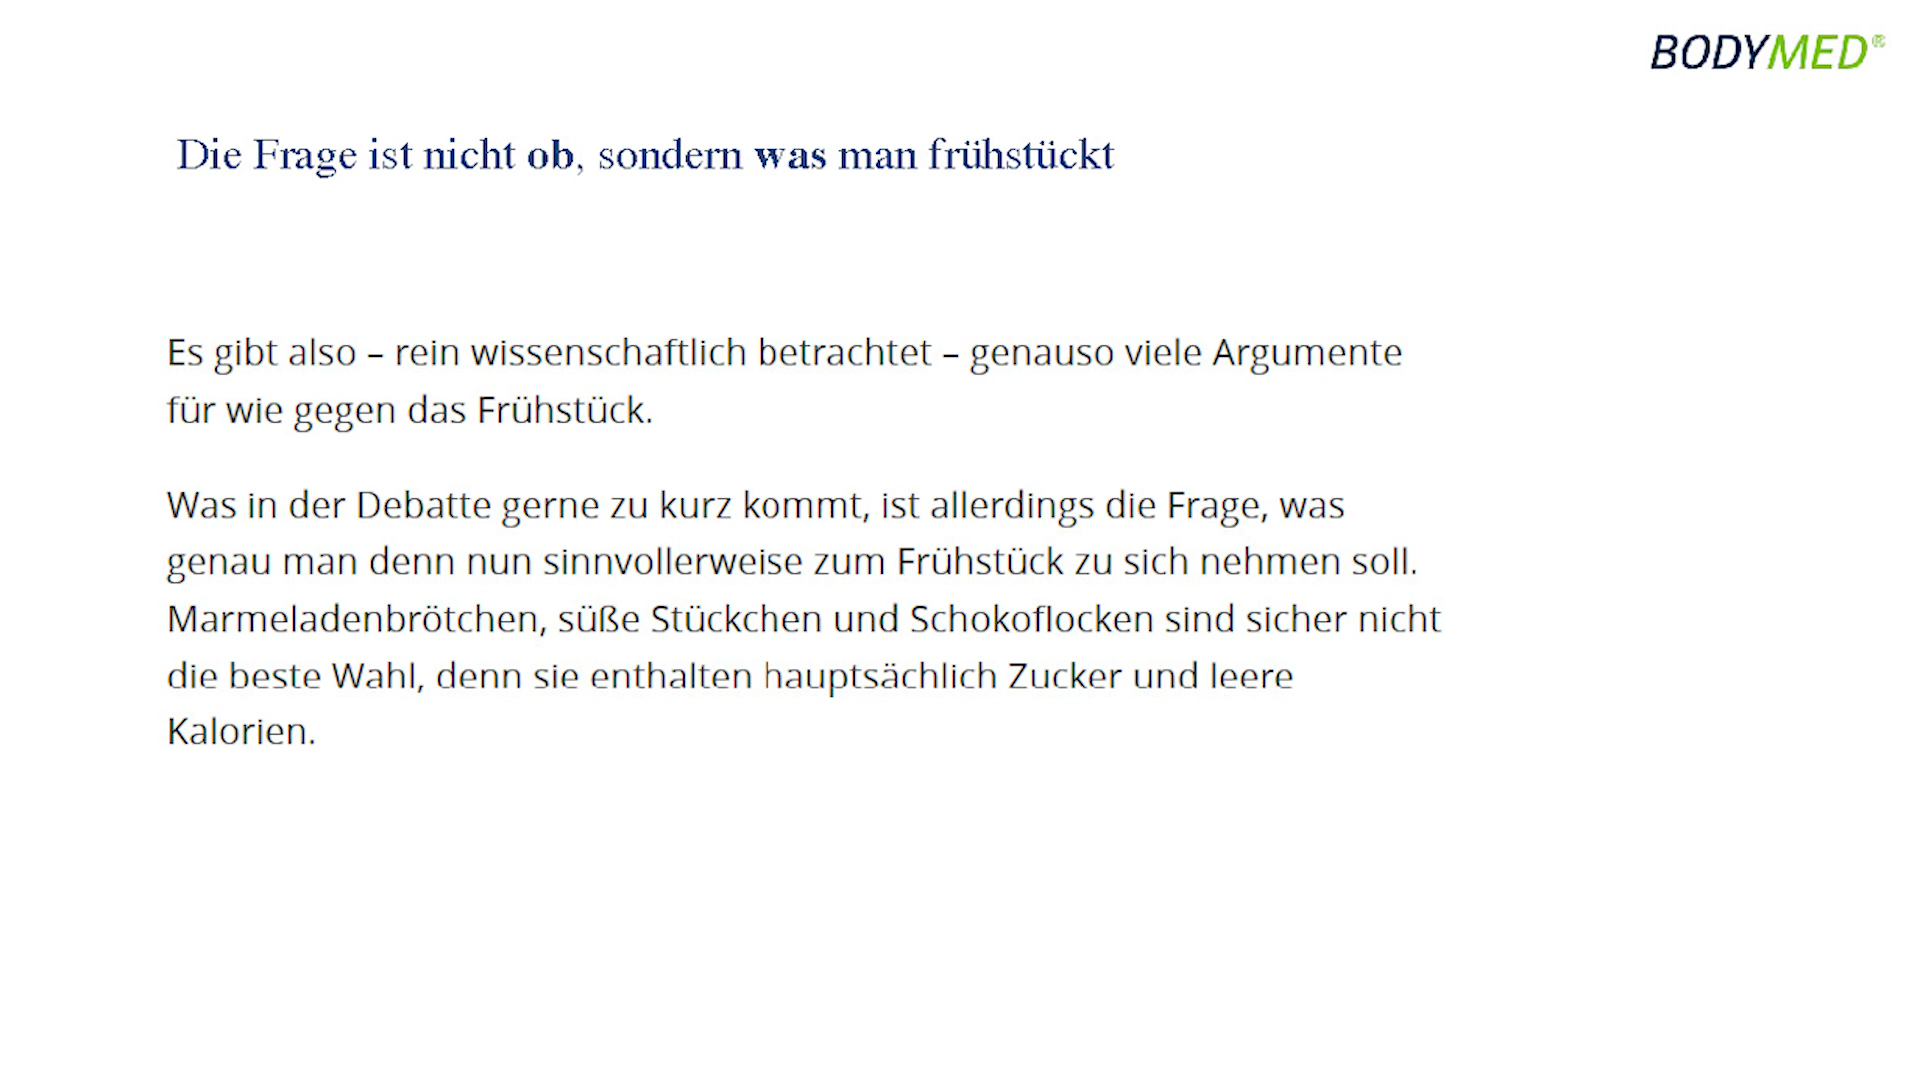 BODYMED®
Die Frage ist nicht ob, sondern was man frühstückt
Es gibt also – rein wissenschaftlich betrachtet – genauso viele Argumente
für wie gegen das Frühstück.
Was in der Debatte gerne zu kurz kommt, ist allerdings die Frage, was
genau man denn nun sinnvollerweise zum Frühstück zu sich nehmen soll.
Marmeladenbrötchen, süße Stückchen und Schokoflocken sind sicher nicht
die beste Wahl, denn sie enthalten hauptsächlich Zucker und leere
Kalorien.